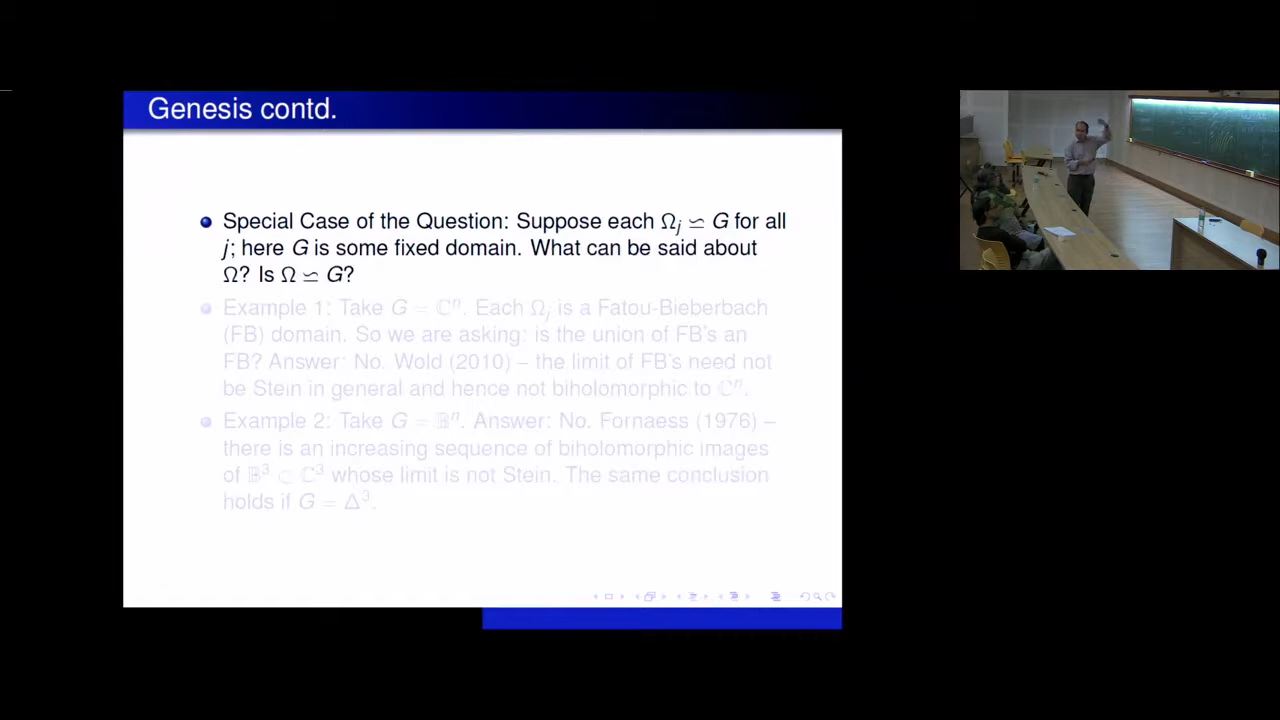 Genesis contd.
Special Case of the Question: Suppose each Ωj ≃ G for all
j; here G is some fixed domain. What can be said about
Ω? Is Ω ≃ G?
Example 1: Take G = ℂⁿ. Each Ωj is a Fatou-Bieberbach
(FB) domain. So we are asking: is the union of FB's an
FB? Answer: No. Wold (2010) – the limit of FB's need not
be Stein in general and hence not biholomorphic to ℂⁿ.
Example 2: Take G = 𝔹ⁿ. Answer: No. Fornaess (1976) –
there is an increasing sequence of biholomorphic images
of 𝔹³ ⊂ ℂ³ whose limit is not Stein. The same conclusion
holds if G = Δ³.